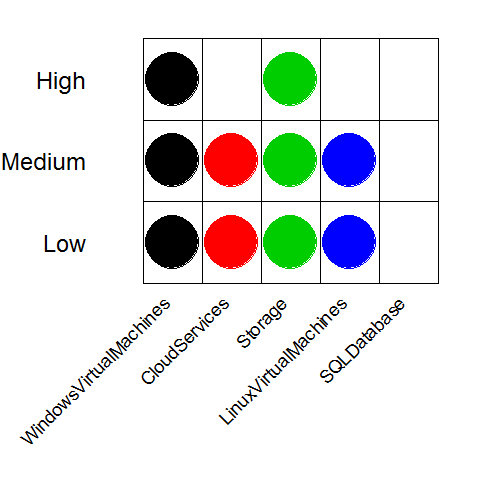 High
Medium
Low
WindowsVirtualMachines
CloudServices
Storage
LinuxVirtualMachines
SQLDatabase